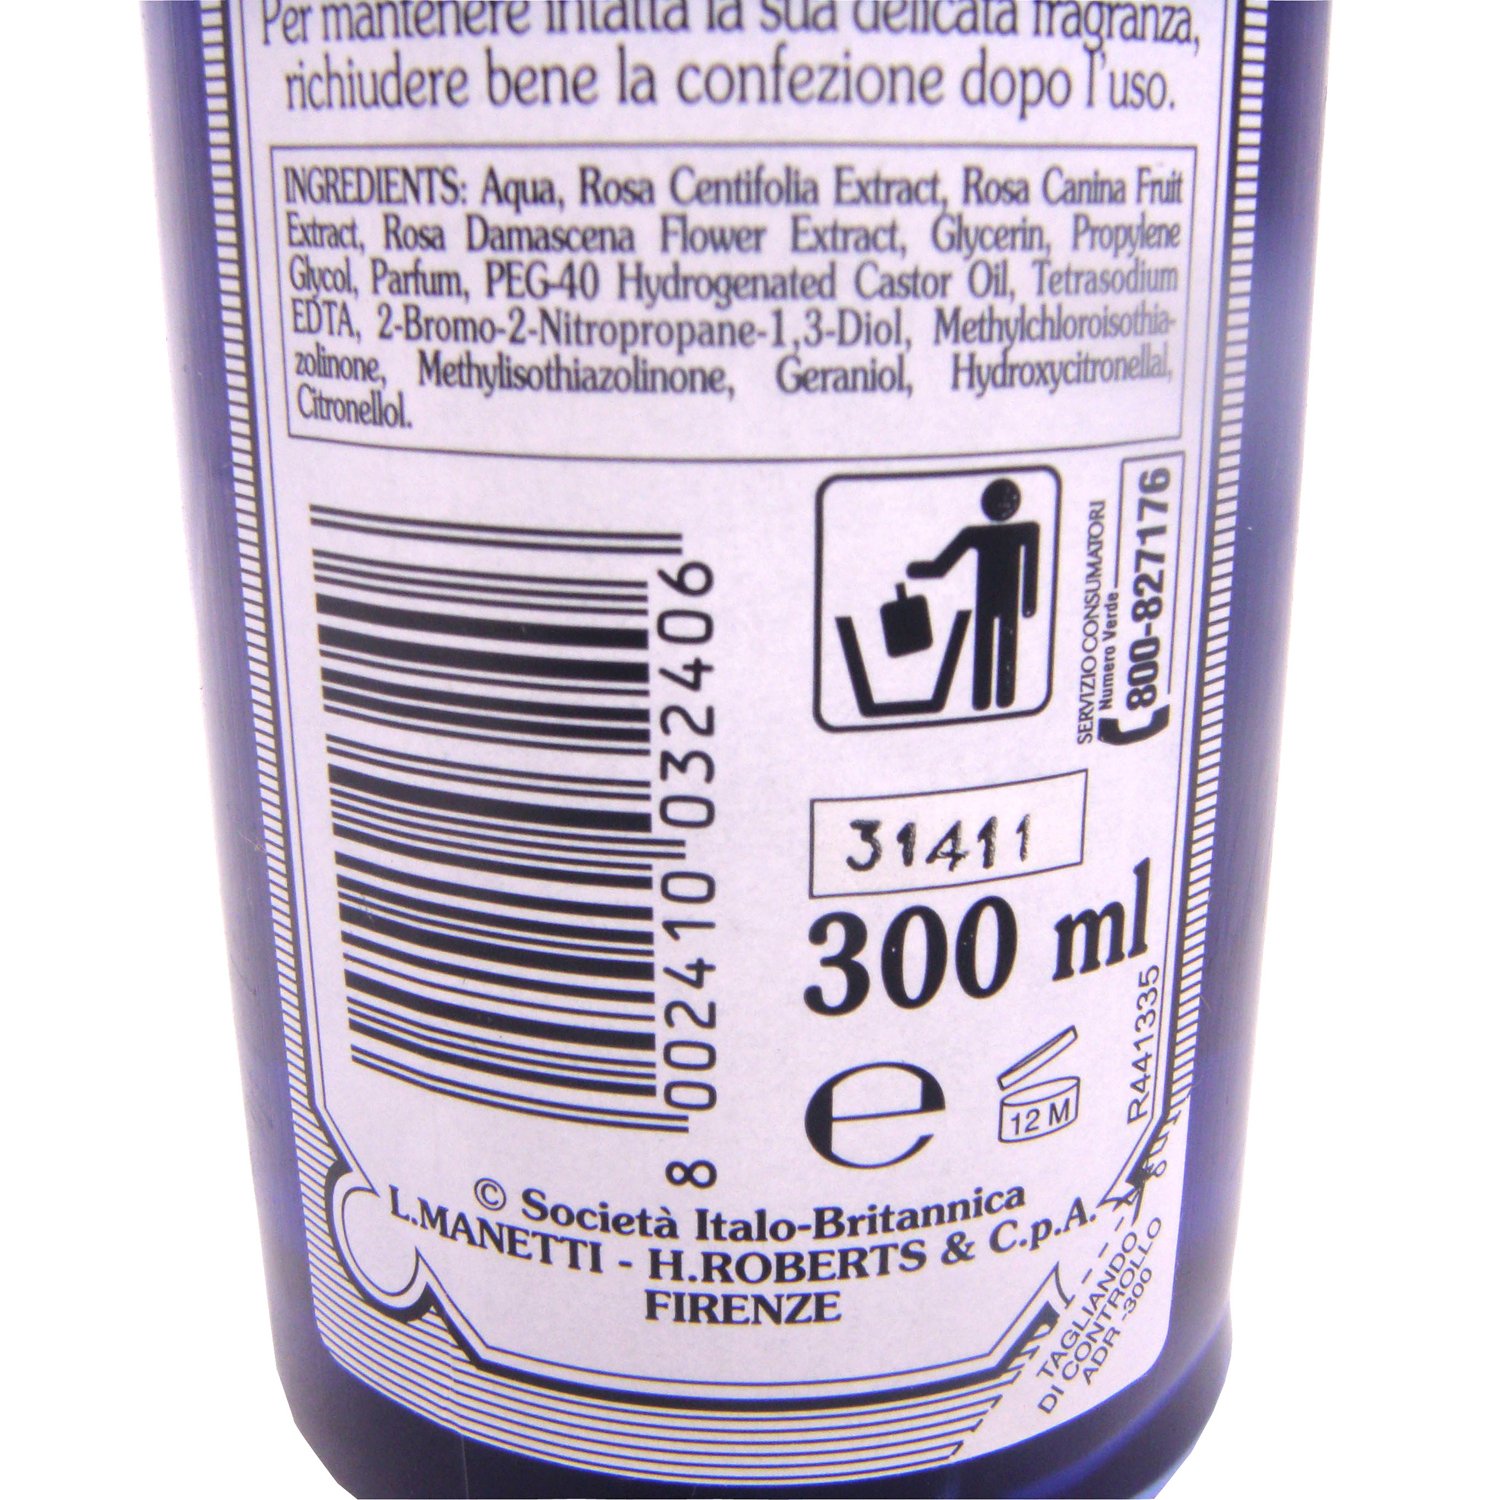 Per mantenere intatta la sua delicata fragranza,
richiudere bene la confezione dopo l'uso.
INGREDIENTS: Aqua, Rosa Centifolia Extract, Rosa Canina Fruit
Extract, Rosa Damascena Flower Extract, Glycerin, Propylene
Glycol, Parfum, PEG-40 Hydrogenated Castor Oil, Tetrasodium
EDTA, 2-Bromo-2-Nitropropane-1,3-Diol, Methylchloroisothia-
zolinone, Methylisothiazolinone, Geraniol, Hydroxycitronellal,
Citronellol.
8 002410 032406
SERVIZIO CONSUMATORI
Numero Verde
800-827176
31411
300 ml
e
12 M
R44135
© Società Italo-Britannica
L.MANETTI - H.ROBERTS & C.p.A.
FIRENZE
TAGLIANDO
DI CONTROLLO
ADR -300